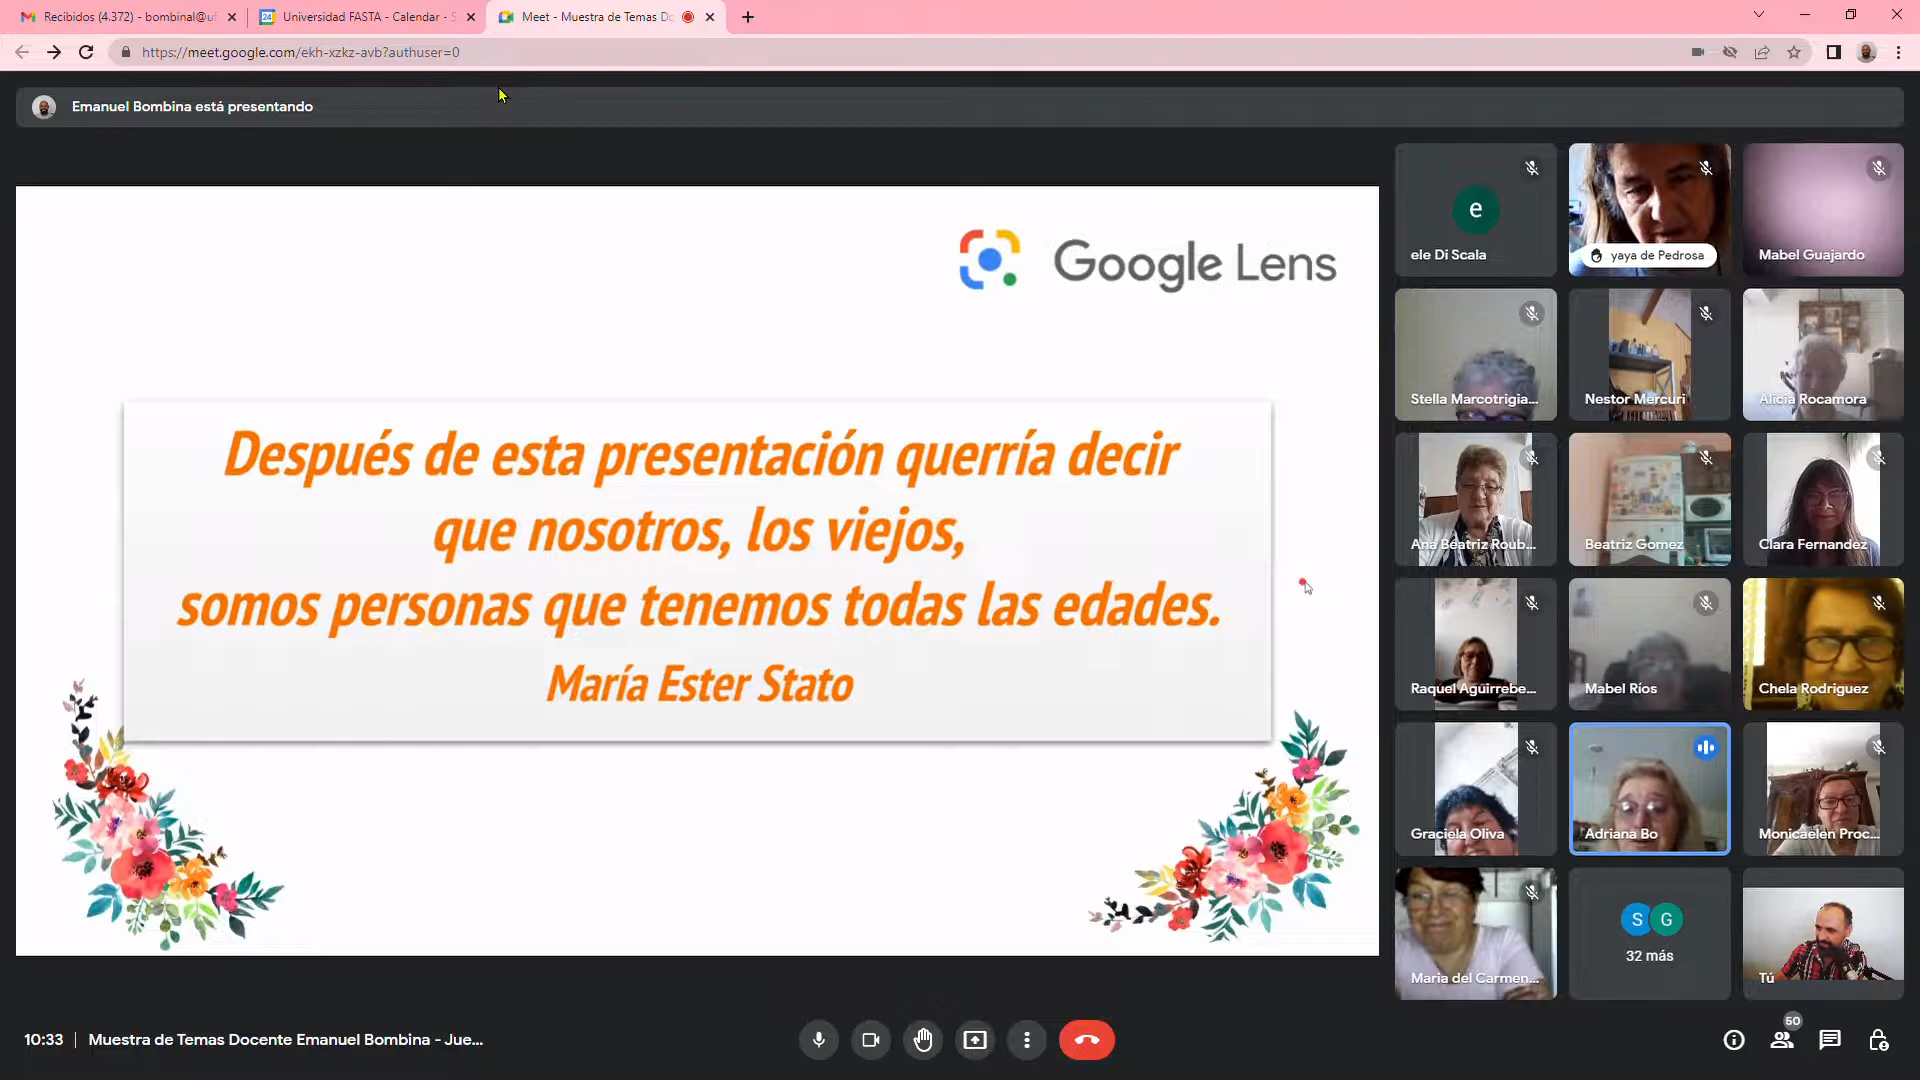 Recibidos (4.372) - bombinal@uf
Universidad FASTA - Calendar - S
Meet - Muestra de Temas Do
https://meet.google.com/ekh-xzkz-avb?authuser=0
Emanuel Bombina está presentando
Google Lens
Después de esta presentación querría decir
que nosotros, los viejos,
somos personas que tenemos todas las edades.
María Ester Stato
e
ele Di Scala
yaya de Pedrosa
Mabel Guajardo
Stella Marcotrigia...
Nestor Mercuri
Alicia Rocamora
Ana Beatriz Roub...
Beatriz Gomez
Clara Fernandez
Raquel Aguirrebe...
Mabel Ríos
Chela Rodriguez
Graciela Oliva
Adriana Bo
Monicaelen Proc...
Maria del Carmen...
S G
32 más
Tú
10:33 | Muestra de Temas Docente Emanuel Bombina - Jue...
50